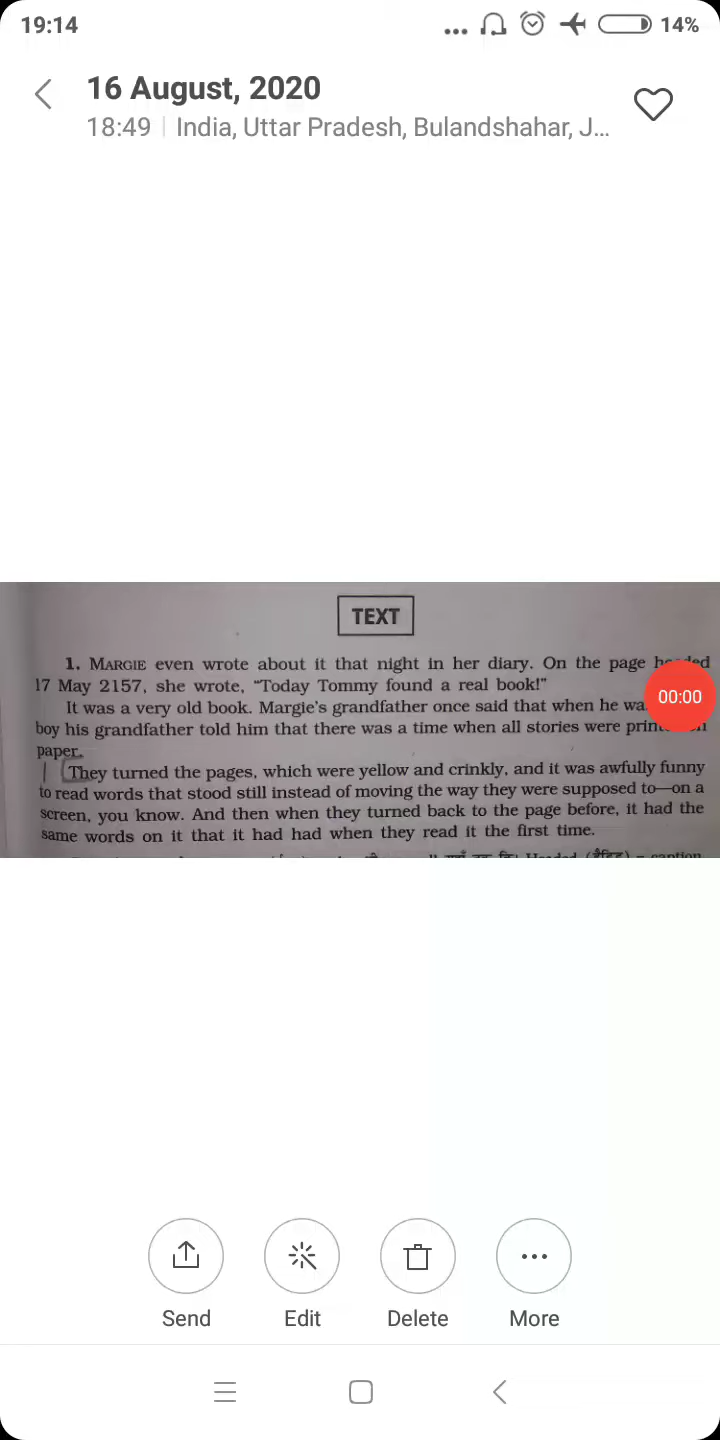 19:14
... 14%
16 August, 2020
18:49 | India, Uttar Pradesh, Bulandshahar, J...
TEXT
1. MARGIE even wrote about it that night in her diary. On the page
17 May 2157, she wrote, “Today Tommy found a real book!”
It was a very old book. Margie’s grandfather once said that when he
00:00
boy his grandfather told him that there was a time when all stories were
paper.
They turned the pages, which were yellow and crinkly, and it was awfully funny
to read words that stood still instead of moving the way they were supposed to—on a
screen, you know. And then when they turned back to the page before, it had the
same words on it that it had had when they read it the first time.
Send Edit Delete More